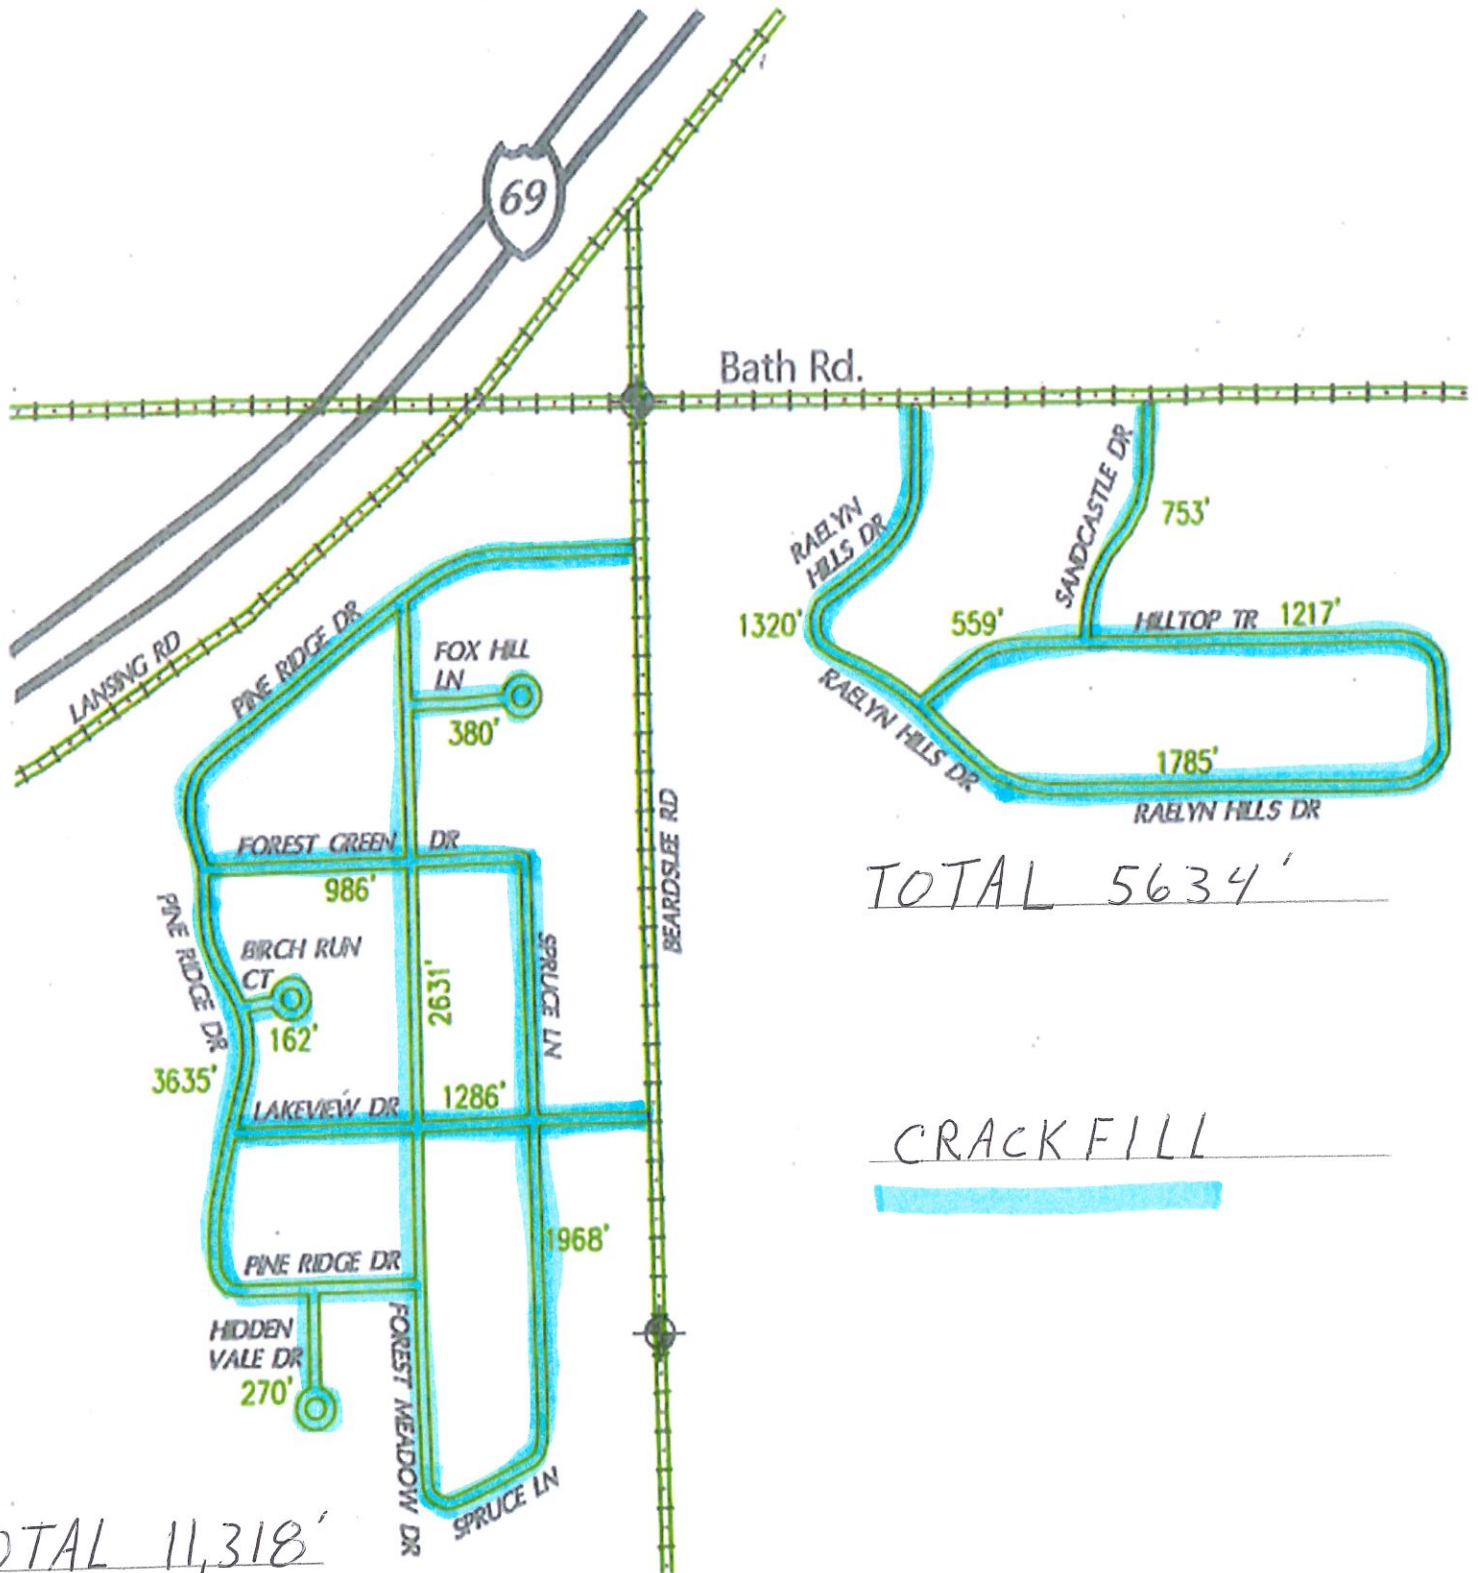 69
Bath Rd.
LANSING RD
PINE RIDGE DR
FOX HILL
LN
380'
RAELYN
HILLS DR
1320'
SANDCASTLE DR
753'
559'
HILLTOP TR 1217'
RAELYN HILLS DR
1785'
RAELYN HILLS DR
TOTAL 5634'
FOREST GREEN DR
986'
BEARDSLEE RD
PINE RIDGE DR
BIRCH RUN
CT
162'
2631'
SPRUCE LN
3635'
LAKEVIEW DR
1286'
CRACKFILL
1968'
PINE RIDGE DR
HIDDEN
VALE DR
270'
FOREST MEADOW DR
SPRUCE LN
OTAL 11,318'